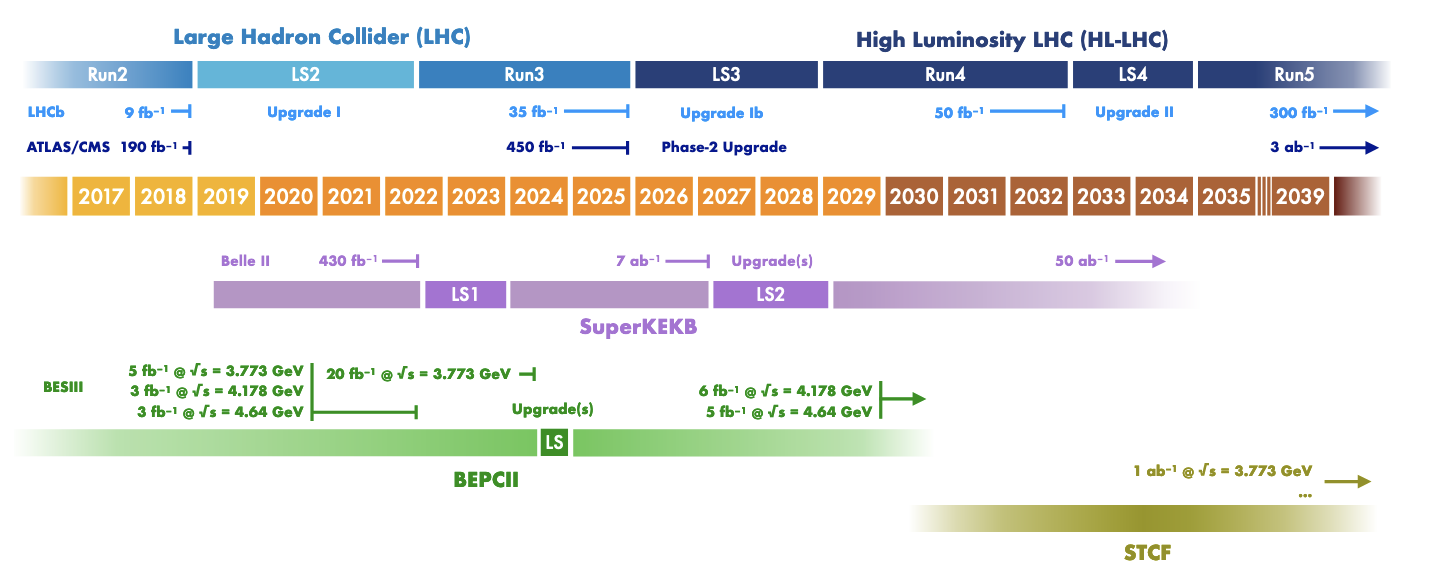 Large Hadron Collider (LHC)
High Luminosity LHC (HL-LHC)
Run2 LS2 Run3 LS3 Run4 LS4 Run5
LHCb 9 fb⁻¹ Upgrade I 35 fb⁻¹ Upgrade Ib 50 fb⁻¹ Upgrade II 300 fb⁻¹
ATLAS/CMS 190 fb⁻¹ 450 fb⁻¹ Phase-2 Upgrade 3 ab⁻¹
2017 2018 2019 2020 2021 2022 2023 2024 2025 2026 2027 2028 2029 2030 2031 2032 2033 2034 2035 2039
Belle II 430 fb⁻¹ 7 ab⁻¹ Upgrade(s) 50 ab⁻¹
LS1 LS2
SuperKEKB
BESIII
5 fb⁻¹ @ √s = 3.773 GeV
3 fb⁻¹ @ √s = 4.178 GeV
3 fb⁻¹ @ √s = 4.64 GeV
20 fb⁻¹ @ √s = 3.773 GeV
Upgrade(s)
6 fb⁻¹ @ √s = 4.178 GeV
5 fb⁻¹ @ √s = 4.64 GeV
LS
BEPCII
1 ab⁻¹ @ √s = 3.773 GeV
...
STCF